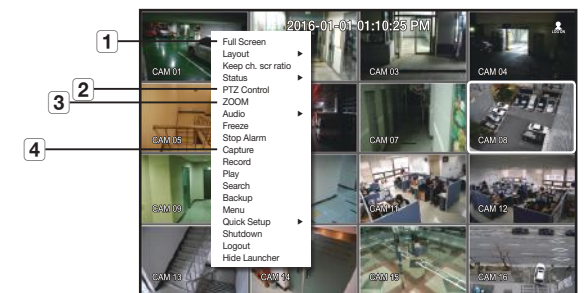 2016-01-01 01:10:25 PM
LOG ON
1
Full Screen
Layout
Keep ch. scr ratio
Status
2
PTZ Control
3
ZOOM
Audio
Freeze
Stop Alarm
4
Capture
Record
Play
Search
Backup
Menu
Quick Setup
Shutdown
Logout
Hide Launcher
CAM 01
CAM 03
CAM 04
CAM 05
CAM 07
CAM 08
CAM 09
CAM 11
CAM 12
CAM 13
CAM 14
CAM 15
CAM 16